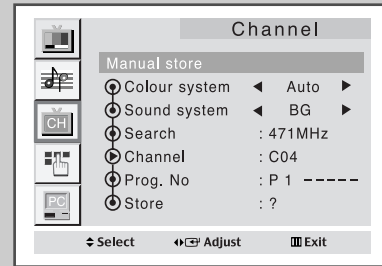 Channel
Manual store
Colour system ◀ Auto ▶
Sound system ◀ BG ▶
Search : 471MHz
CH
Channel : C04
Prog. No : P 1 -----
PC
Store : ?
Select Adjust Exit